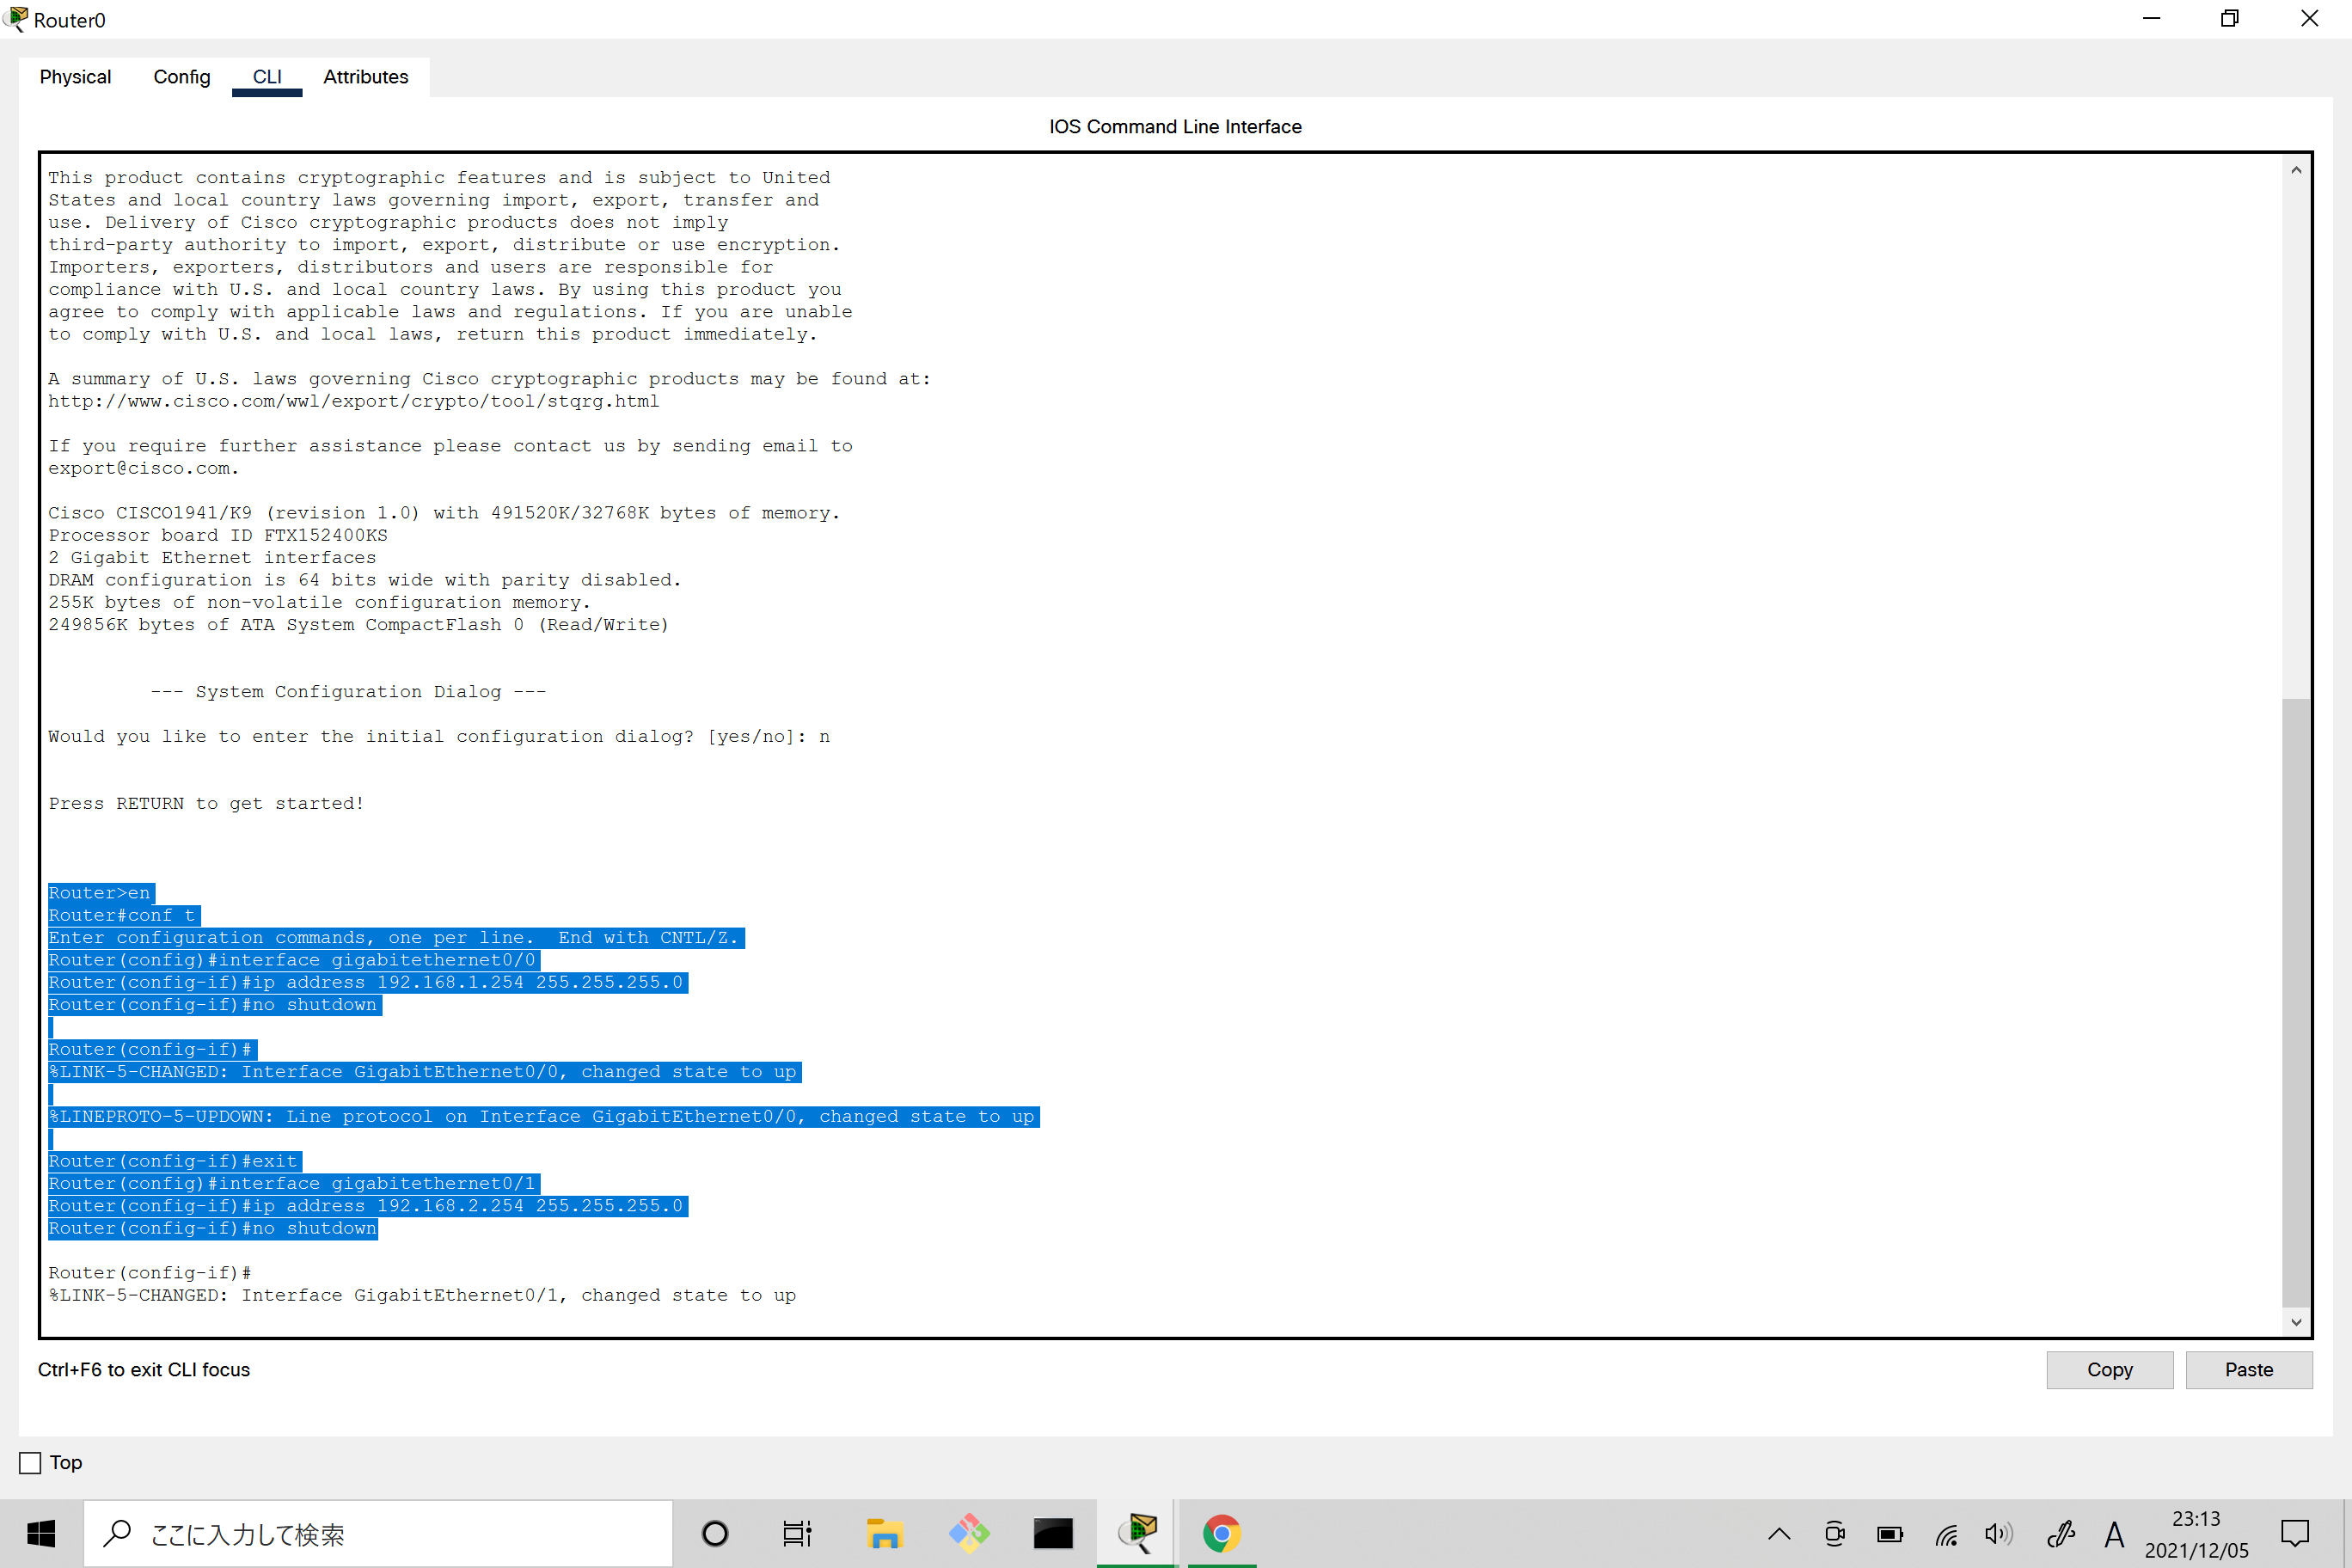 Router0
Physical Config CLI Attributes
IOS Command Line Interface
This product contains cryptographic features and is subject to United
States and local country laws governing import, export, transfer and
use. Delivery of Cisco cryptographic products does not imply
third-party authority to import, export, distribute or use encryption.
Importers, exporters, distributors and users are responsible for
compliance with U.S. and local country laws. By using this product you
agree to comply with applicable laws and regulations. If you are unable
to comply with U.S. and local laws, return this product immediately.
A summary of U.S. laws governing Cisco cryptographic products may be found at:
http://www.cisco.com/wwl/export/crypto/tool/stqrg.html
If you require further assistance please contact us by sending email to
export@cisco.com.
Cisco CISCO1941/K9 (revision 1.0) with 491520K/32768K bytes of memory.
Processor board ID FTX152400KS
2 Gigabit Ethernet interfaces
DRAM configuration is 64 bits wide with parity disabled.
255K bytes of non-volatile configuration memory.
249856K bytes of ATA System CompactFlash 0 (Read/Write)
--- System Configuration Dialog ---
Would you like to enter the initial configuration dialog? [yes/no]: n
Press RETURN to get started!
Router>en
Router#conf t
Enter configuration commands, one per line.  End with CNTL/Z.
Router(config)#interface gigabitethernet0/0
Router(config-if)#ip address 192.168.1.254 255.255.255.0
Router(config-if)#no shutdown
Router(config-if)#
%LINK-5-CHANGED: Interface GigabitEthernet0/0, changed state to up
%LINEPROTO-5-UPDOWN: Line protocol on Interface GigabitEthernet0/0, changed state to up
Router(config-if)#exit
Router(config)#interface gigabitethernet0/1
Router(config-if)#ip address 192.168.2.254 255.255.255.0
Router(config-if)#no shutdown
Router(config-if)#
%LINK-5-CHANGED: Interface GigabitEthernet0/1, changed state to up
Ctrl+F6 to exit CLI focus
Copy Paste
Top
ここに入力して検索
A
23:13
2021/12/05